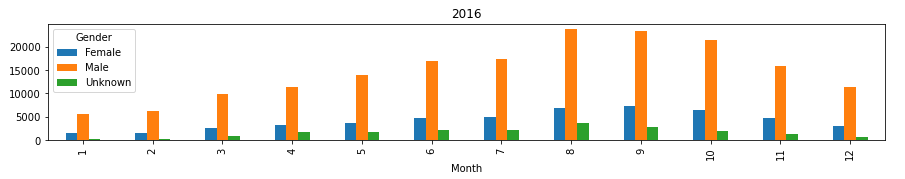 2016
Gender
Female
Male
Unknown
20000
15000
10000
5000
0
1 2 3 4 5 6 7 8 9 10 11 12
Month